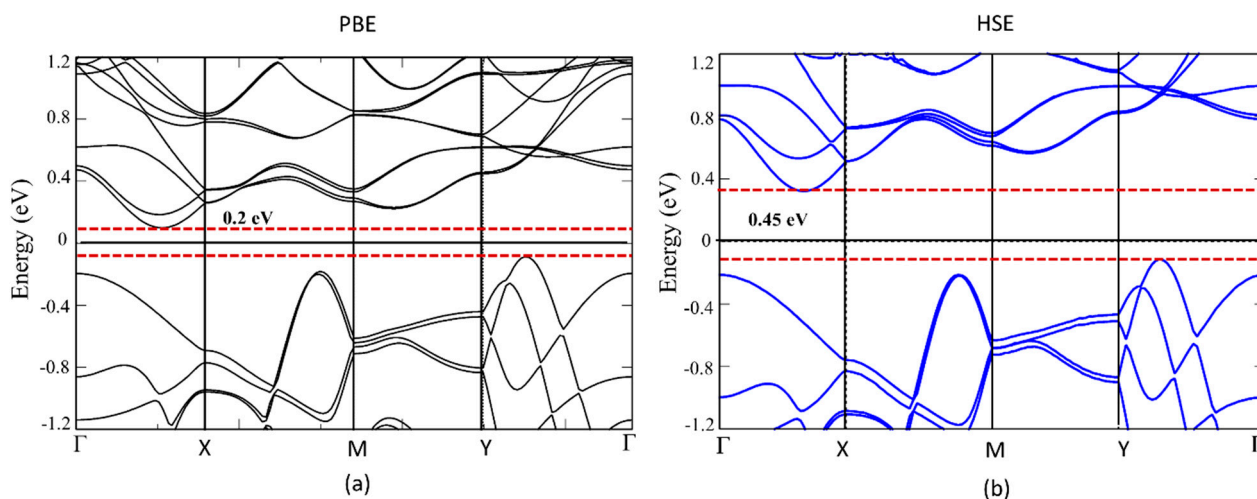 PBE
HSE
1.2
0.8
0.4
0
-0.4
-0.8
-1.2
Energy (eV)
0.2 eV
Γ X M Y Γ
(a)
1.2
0.8
0.4
0
-0.4
-0.8
-1.2
Energy (eV)
0.45 eV
Γ X M Y Γ
(b)